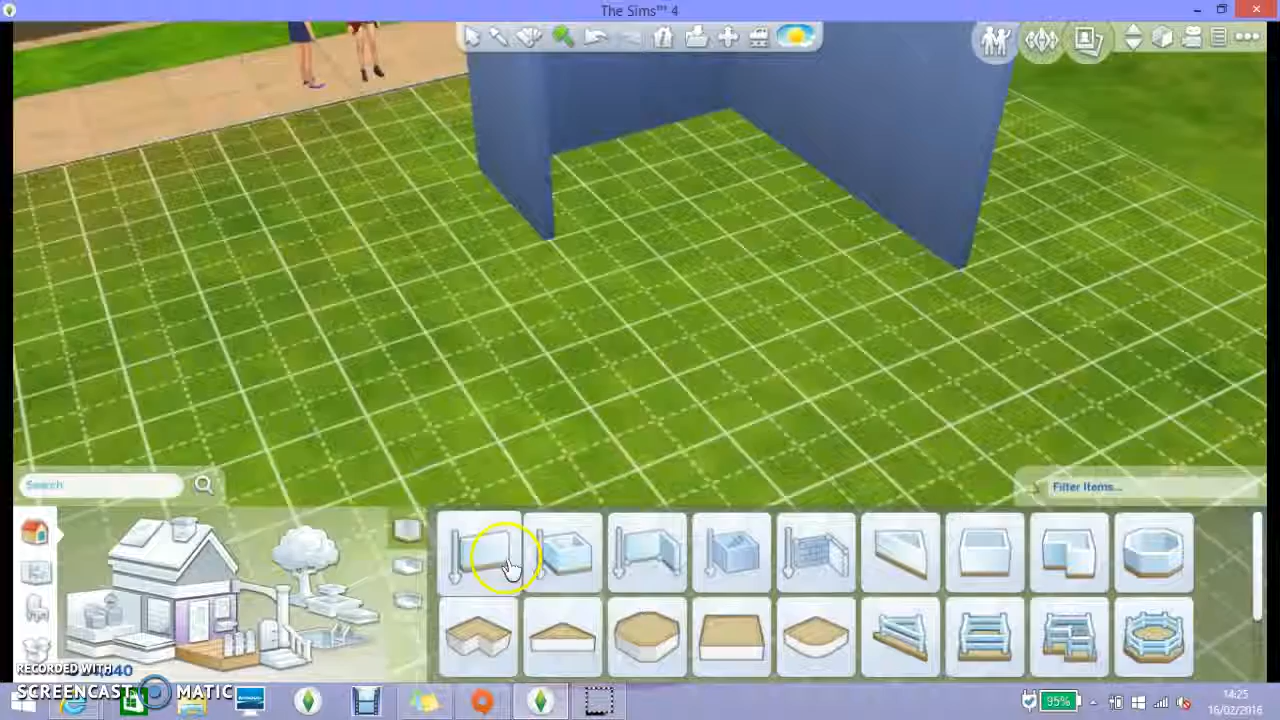 The Sims™ 4
Search
Filter Items...
RECORDED WITH
SCREENCAST MATIC
95%
14:25
16/02/2016